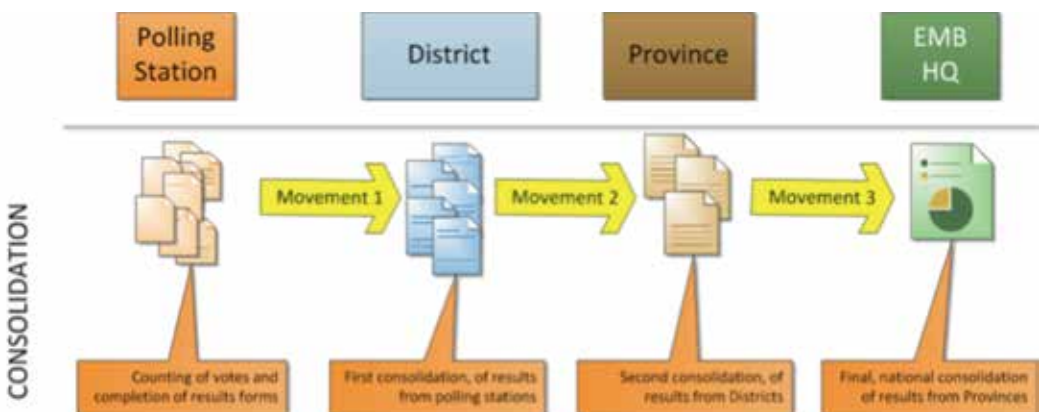 Polling
Station
District
Province
EMB
HQ
CONSOLIDATION
Movement 1
Movement 2
Movement 3
Counting of votes and
completion of results forms
First consolidation, of results
from polling stations
Second consolidation, of
results from Districts
Final, national consolidation
of results from Provinces